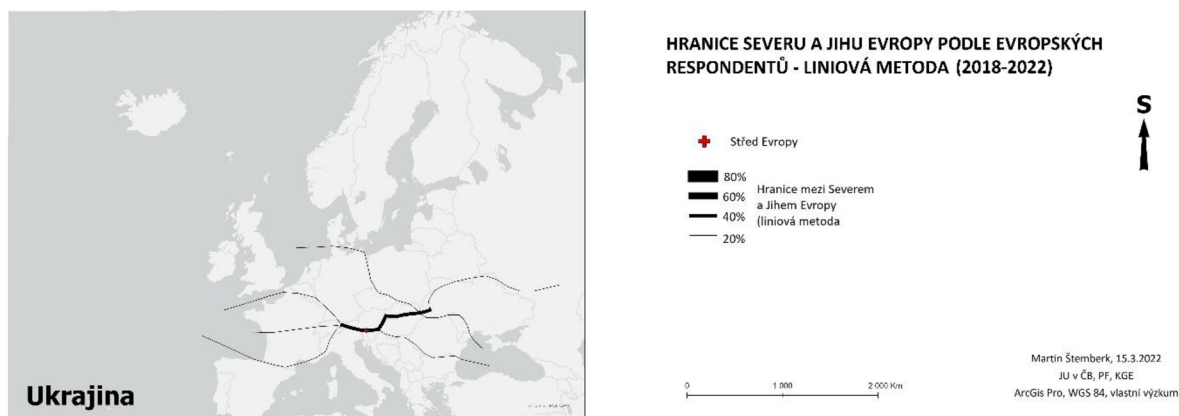 Ukrajina
HRANICE SEVERU A JIHU EVROPY PODLE EVROPSKÝCH
RESPONDENTŮ - LINIOVÁ METODA (2018-2022)
S
Střed Evropy
80%
60%
40%
20%
Hranice mezi Severem
a Jihem Evropy
(liniová metoda
0 1 000 2 000 Km
Martin Štemberk, 15.3.2022
JU v ČB, PF, KGE
ArcGis Pro, WGS 84, vlastní výzkum